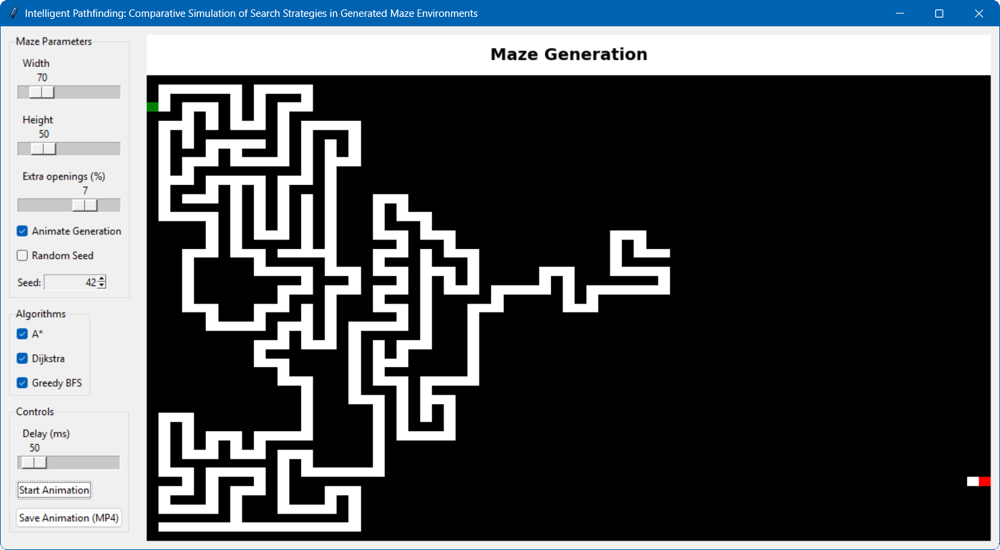 Intelligent Pathfinding: Comparative Simulation of Search Strategies in Generated Maze Environments
Maze Parameters
Width
70
Height
50
Extra openings (%)
7
Animate Generation
Random Seed
Seed: 42
Algorithms
A*
Dijkstra
Greedy BFS
Controls
Delay (ms)
50
Start Animation
Save Animation (MP4)
Maze Generation